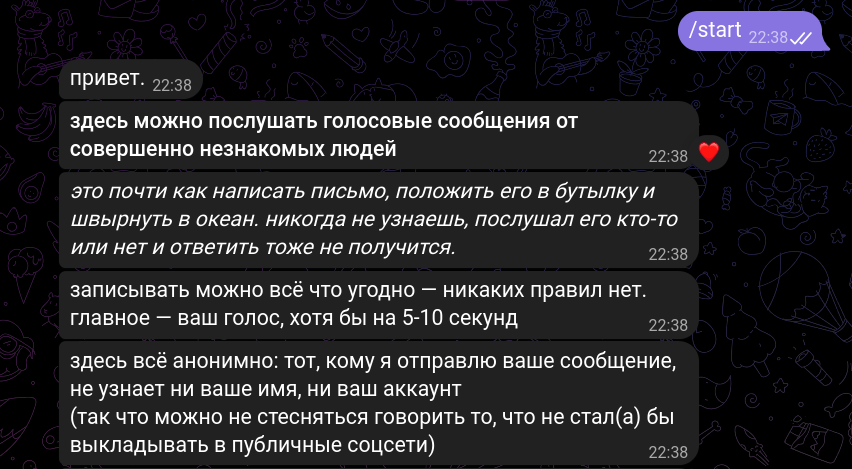 /start 22:38
привет. 22:38
здесь можно послушать голосовые сообщения от
совершенно незнакомых людей
22:38
это почти как написать письмо, положить его в бутылку и
швырнуть в океан. никогда не узнаешь, послушал его кто-то
или нет и ответить тоже не получится.
22:38
записывать можно всё что угодно — никаких правил нет.
главное — ваш голос, хотя бы на 5-10 секунд
22:38
здесь всё анонимно: тот, кому я отправлю ваше сообщение,
не узнает ни ваше имя, ни ваш аккаунт
(так что можно не стесняться говорить то, что не стал(а) бы
выкладывать в публичные соцсети)
22:38